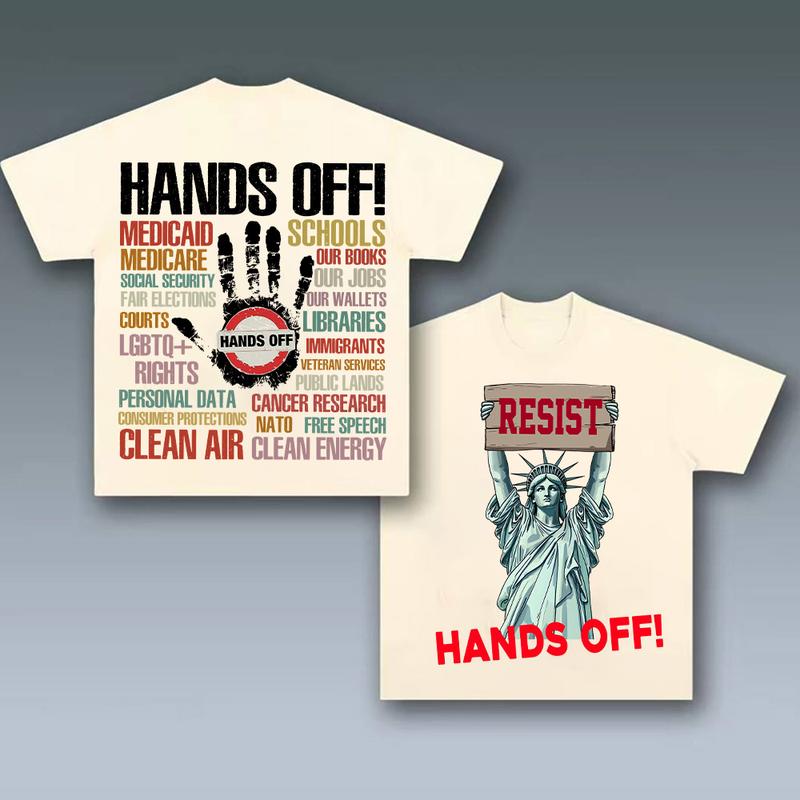 HANDS OFF!
MEDICAID
MEDICARE
SOCIAL SECURITY
FAIR ELECTIONS
COURTS
LGBTQ+
RIGHTS
PERSONAL DATA
CONSUMER PROTECTIONS
CLEAN AIR
HANDS OFF
SCHOOLS
OUR BOOKS
OUR JOBS
OUR WALLETS
LIBRARIES
IMMIGRANTS
VETERAN SERVICES
PUBLIC LANDS
CANCER RESEARCH
NATO FREE SPEECH
CLEAN ENERGY
RESIST
HANDS OFF!